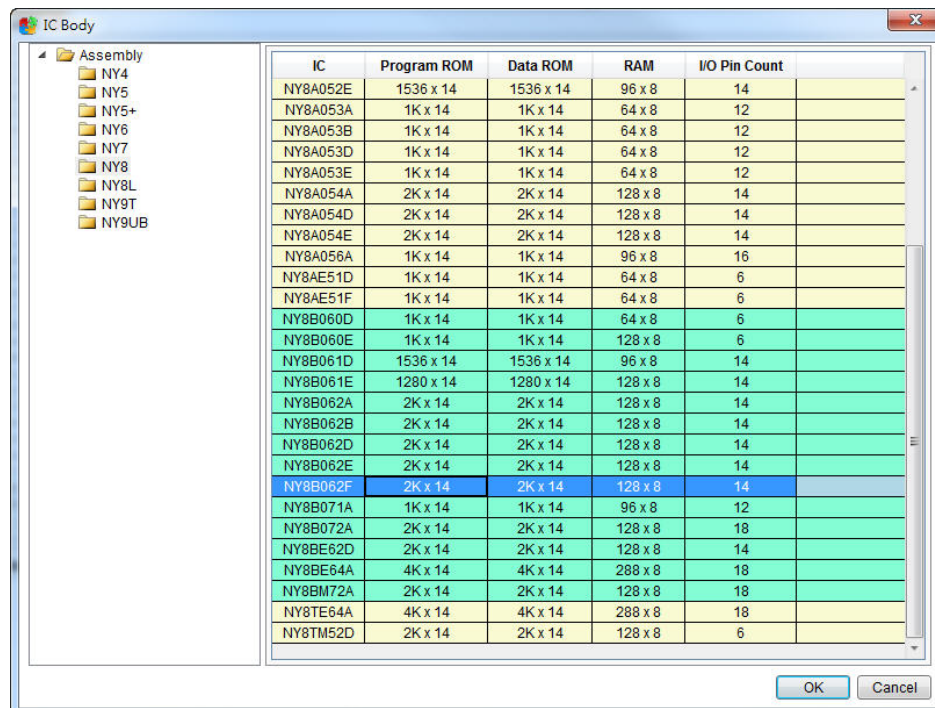 IC Body
Assembly
NY4
NY5
NY5+
NY6
NY7
NY8
NY8L
NY9T
NY9UB
IC Program ROM Data ROM RAM I/O Pin Count
NY8A052E 1536 x 14 1536 x 14 96 x 8 14
NY8A053A 1K x 14 1K x 14 64 x 8 12
NY8A053B 1K x 14 1K x 14 64 x 8 12
NY8A053D 1K x 14 1K x 14 64 x 8 12
NY8A053E 1K x 14 1K x 14 64 x 8 12
NY8A054A 2K x 14 2K x 14 128 x 8 14
NY8A054D 2K x 14 2K x 14 128 x 8 14
NY8A054E 2K x 14 2K x 14 128 x 8 14
NY8A056A 1K x 14 1K x 14 96 x 8 16
NY8AE51D 1K x 14 1K x 14 64 x 8 6
NY8AE51F 1K x 14 1K x 14 64 x 8 6
NY8B060D 1K x 14 1K x 14 64 x 8 6
NY8B060E 1K x 14 1K x 14 128 x 8 6
NY8B061D 1536 x 14 1536 x 14 96 x 8 14
NY8B061E 1280 x 14 1280 x 14 128 x 8 14
NY8B062A 2K x 14 2K x 14 128 x 8 14
NY8B062B 2K x 14 2K x 14 128 x 8 14
NY8B062D 2K x 14 2K x 14 128 x 8 14
NY8B062E 2K x 14 2K x 14 128 x 8 14
NY8B062F 2K x 14 2K x 14 128 x 8 14
NY8B071A 1K x 14 1K x 14 96 x 8 12
NY8B072A 2K x 14 2K x 14 128 x 8 18
NY8BE62D 2K x 14 2K x 14 128 x 8 14
NY8BE64A 4K x 14 4K x 14 288 x 8 18
NY8BM72A 2K x 14 2K x 14 128 x 8 18
NY8TE64A 4K x 14 4K x 14 288 x 8 18
NY8TM52D 2K x 14 2K x 14 128 x 8 6
OK Cancel